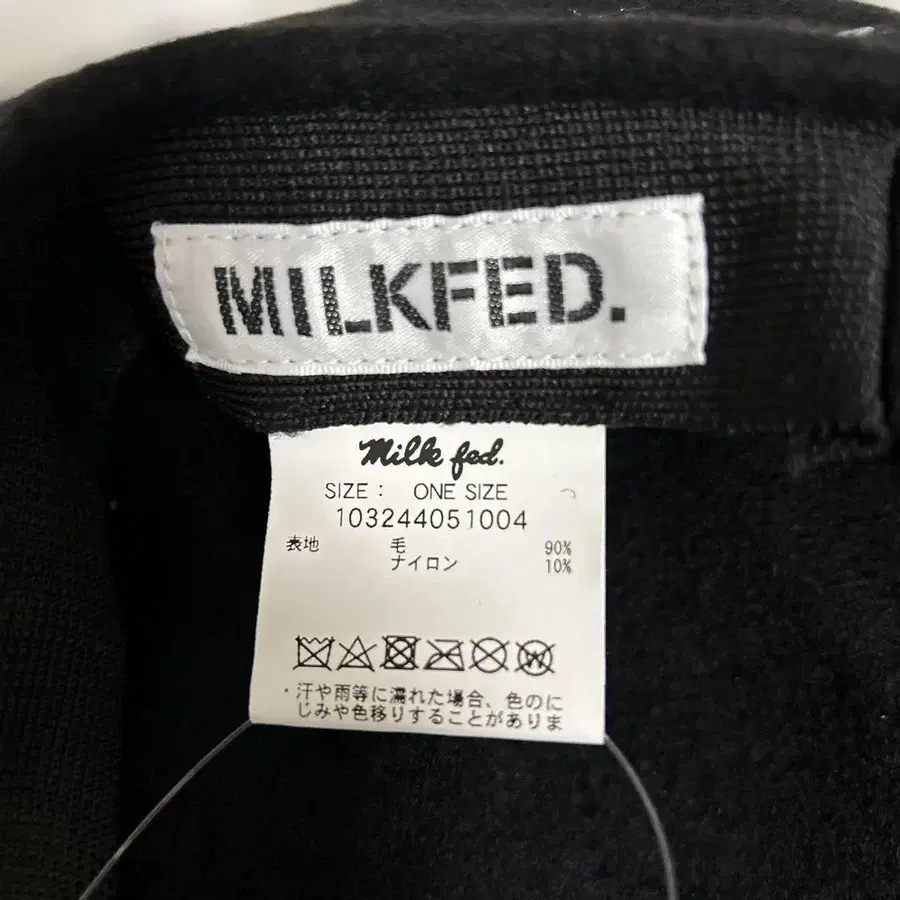 MILKFED.
Milk fed.
SIZE : ONE SIZE
103244051004
表地 毛 90%
ナイロン 10%
W
・汗や雨等に濡れた場合、色のに
じみや色移りすることがありま